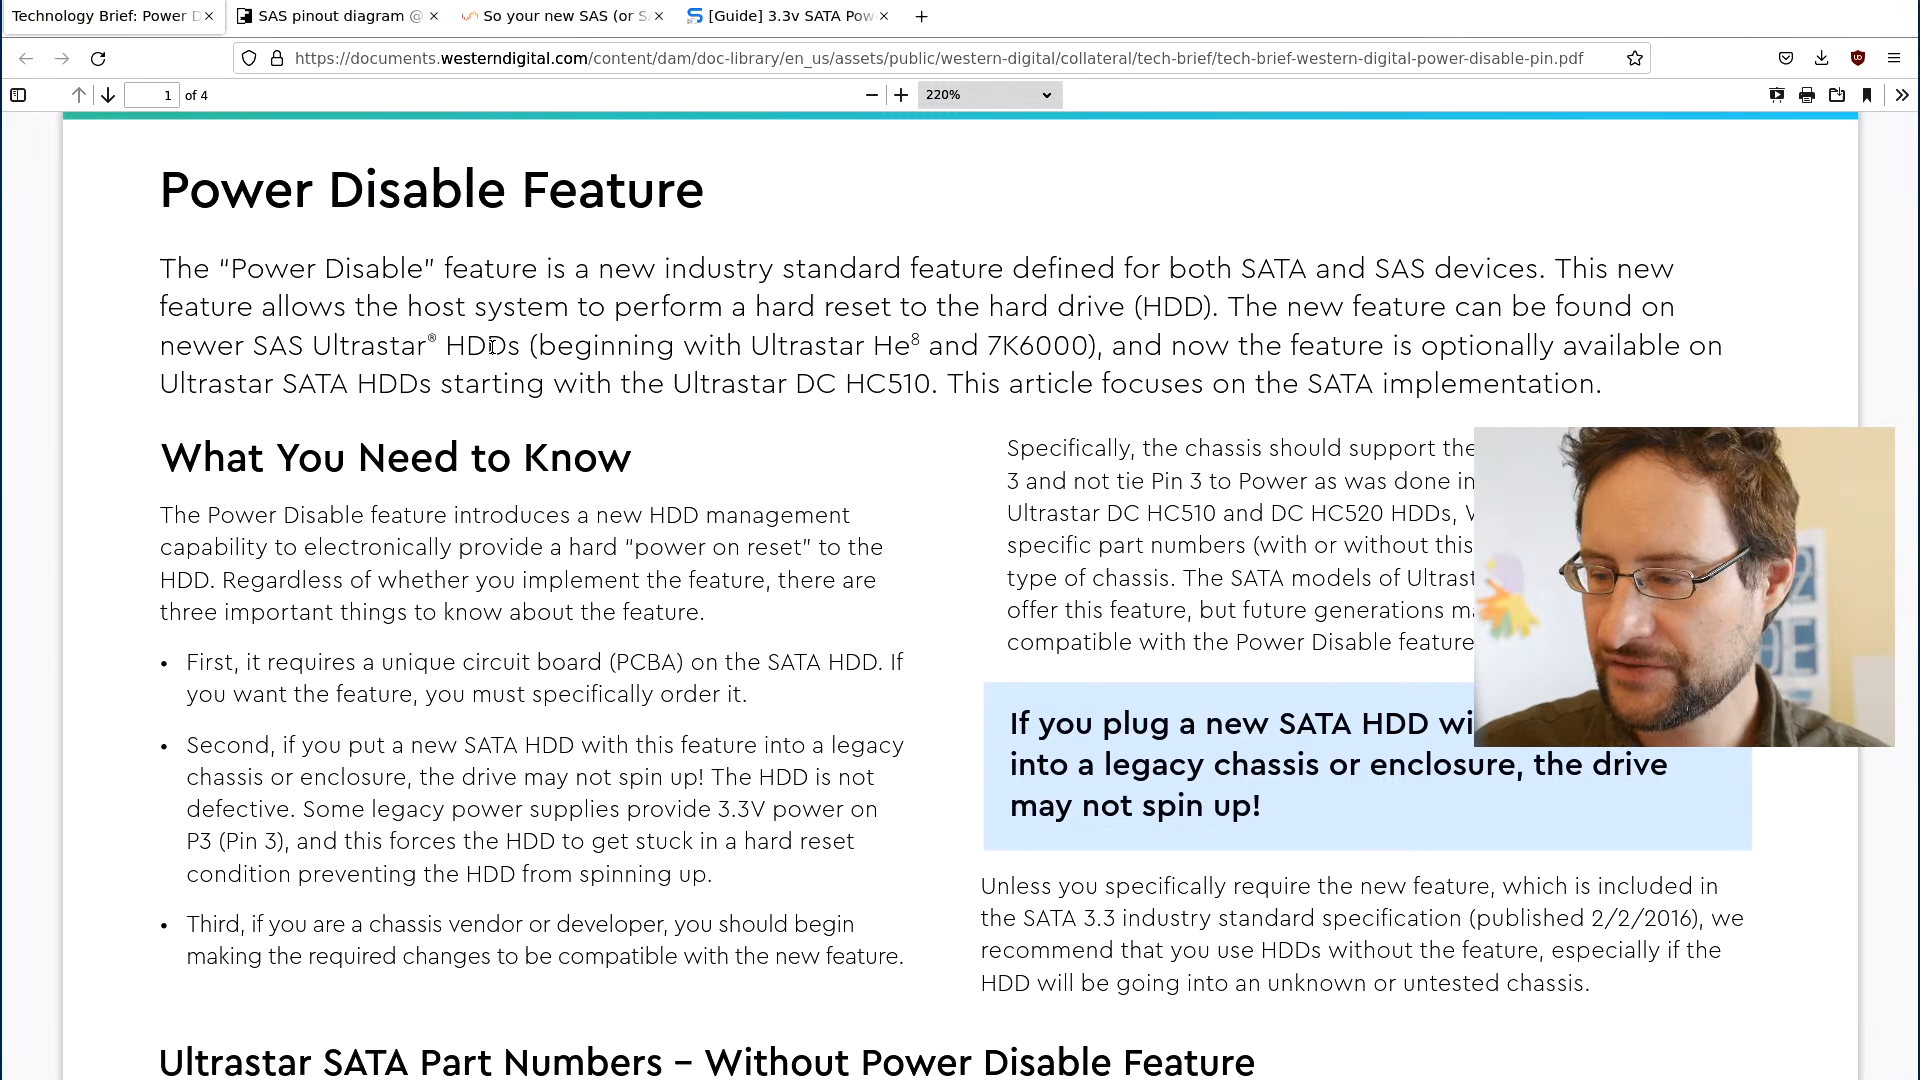 Technology Brief: Power D
SAS pinout diagram @
So your new SAS (or S
[Guide] 3.3v SATA Pow
https://documents.westerndigital.com/content/dam/doc-library/en_us/assets/public/western-digital/collateral/tech-brief/tech-brief-western-digital-power-disable-pin.pdf
1 of 4
220%
Power Disable Feature
The “Power Disable” feature is a new industry standard feature defined for both SATA and SAS devices. This new
feature allows the host system to perform a hard reset to the hard drive (HDD). The new feature can be found on
newer SAS Ultrastar® HDDs (beginning with Ultrastar He⁸ and 7K6000), and now the feature is optionally available on
Ultrastar SATA HDDs starting with the Ultrastar DC HC510. This article focuses on the SATA implementation.
What You Need to Know
The Power Disable feature introduces a new HDD management
capability to electronically provide a hard “power on reset” to the
HDD. Regardless of whether you implement the feature, there are
three important things to know about the feature.
• First, it requires a unique circuit board (PCBA) on the SATA HDD. If
you want the feature, you must specifically order it.
• Second, if you put a new SATA HDD with this feature into a legacy
chassis or enclosure, the drive may not spin up! The HDD is not
defective. Some legacy power supplies provide 3.3V power on
P3 (Pin 3), and this forces the HDD to get stuck in a hard reset
condition preventing the HDD from spinning up.
• Third, if you are a chassis vendor or developer, you should begin
making the required changes to be compatible with the new feature.
Specifically, the chassis should support the
3 and not tie Pin 3 to Power as was done in
Ultrastar DC HC510 and DC HC520 HDDs,
specific part numbers (with or without this
type of chassis. The SATA models of Ultrast
offer this feature, but future generations ma
compatible with the Power Disable feature
If you plug a new SATA HDD wi
into a legacy chassis or enclosure, the drive
may not spin up!
Unless you specifically require the new feature, which is included in
the SATA 3.3 industry standard specification (published 2/2/2016), we
recommend that you use HDDs without the feature, especially if the
HDD will be going into an unknown or untested chassis.
Ultrastar SATA Part Numbers – Without Power Disable Feature